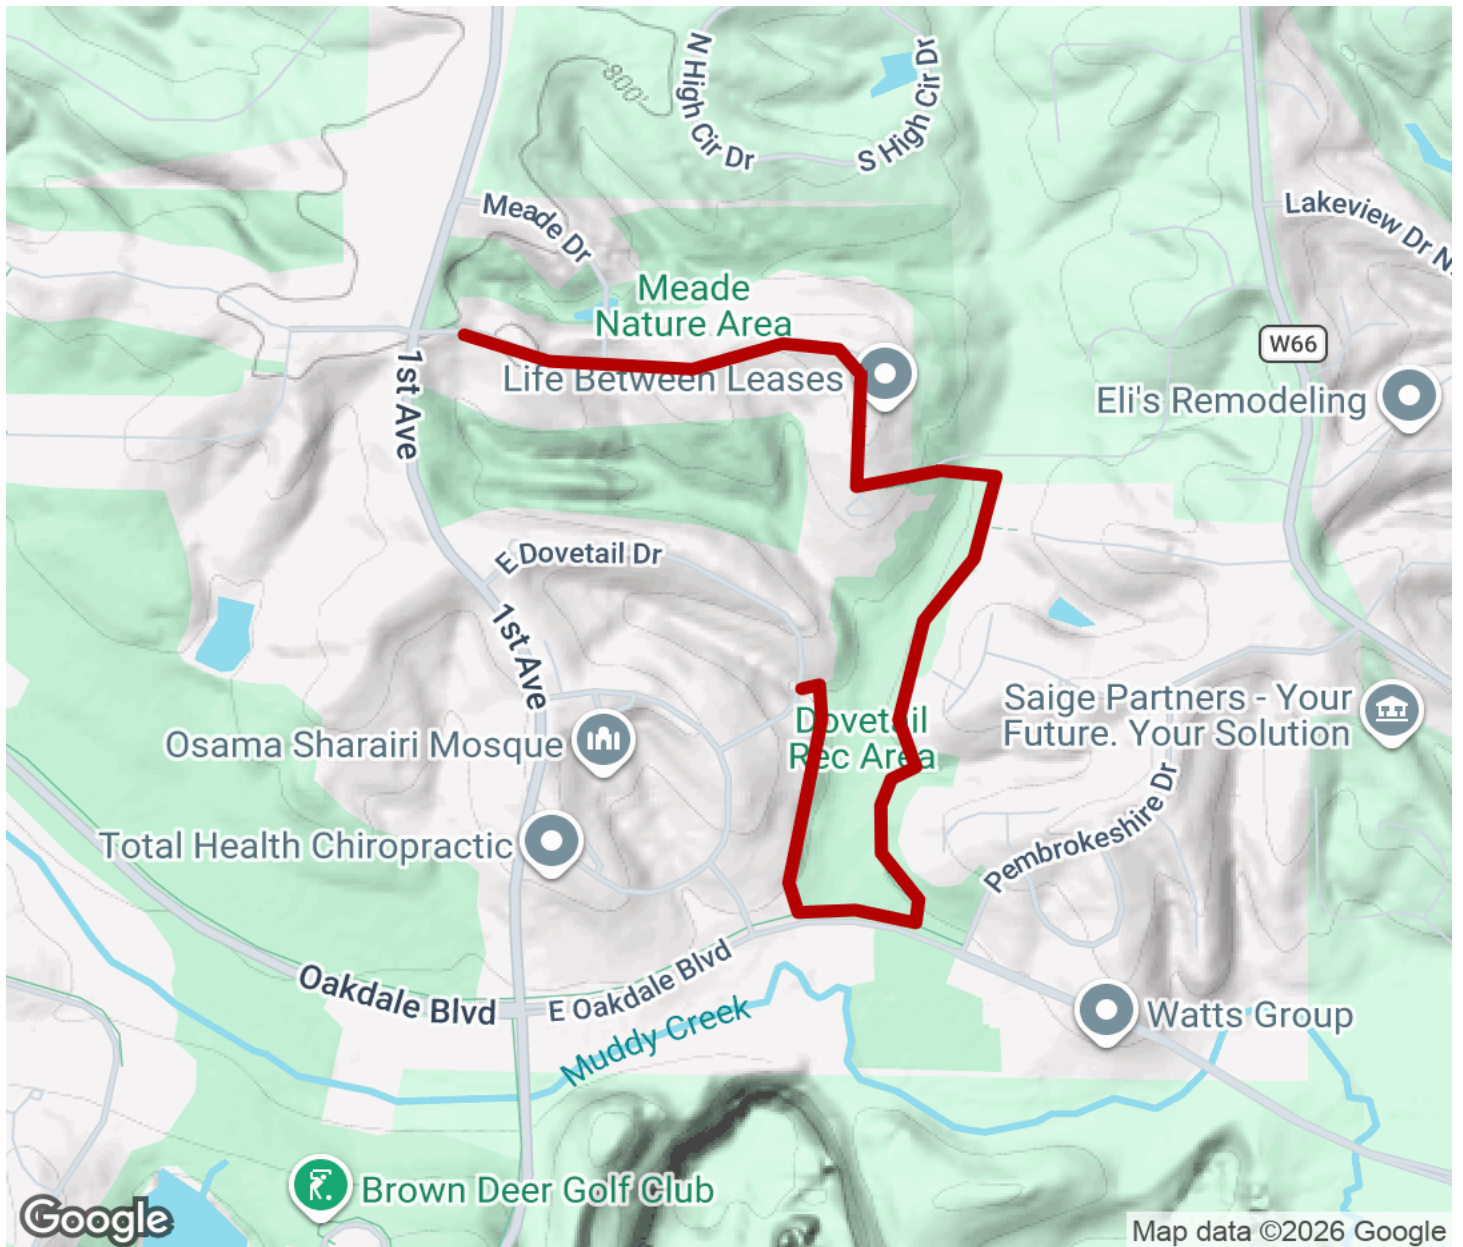 N High Cir Dr
S High Cir Dr
800'
Meade Dr
Lakeview Dr N
Meade
Nature Area
W66
1st Ave
Life Between Leases
Eli's Remodeling
E Dovetail Dr
1st Ave
Saige Partners - Your
Future. Your Solution
Dovetail
Rec Area
Osama Sharairi Mosque
Total Health Chiropractic
Pembrokeshire Dr
Oakdale Blvd
E Oakdale Blvd
Muddy Creek
Watts Group
Brown Deer Golf Club
Google
Map data ©2026 Google